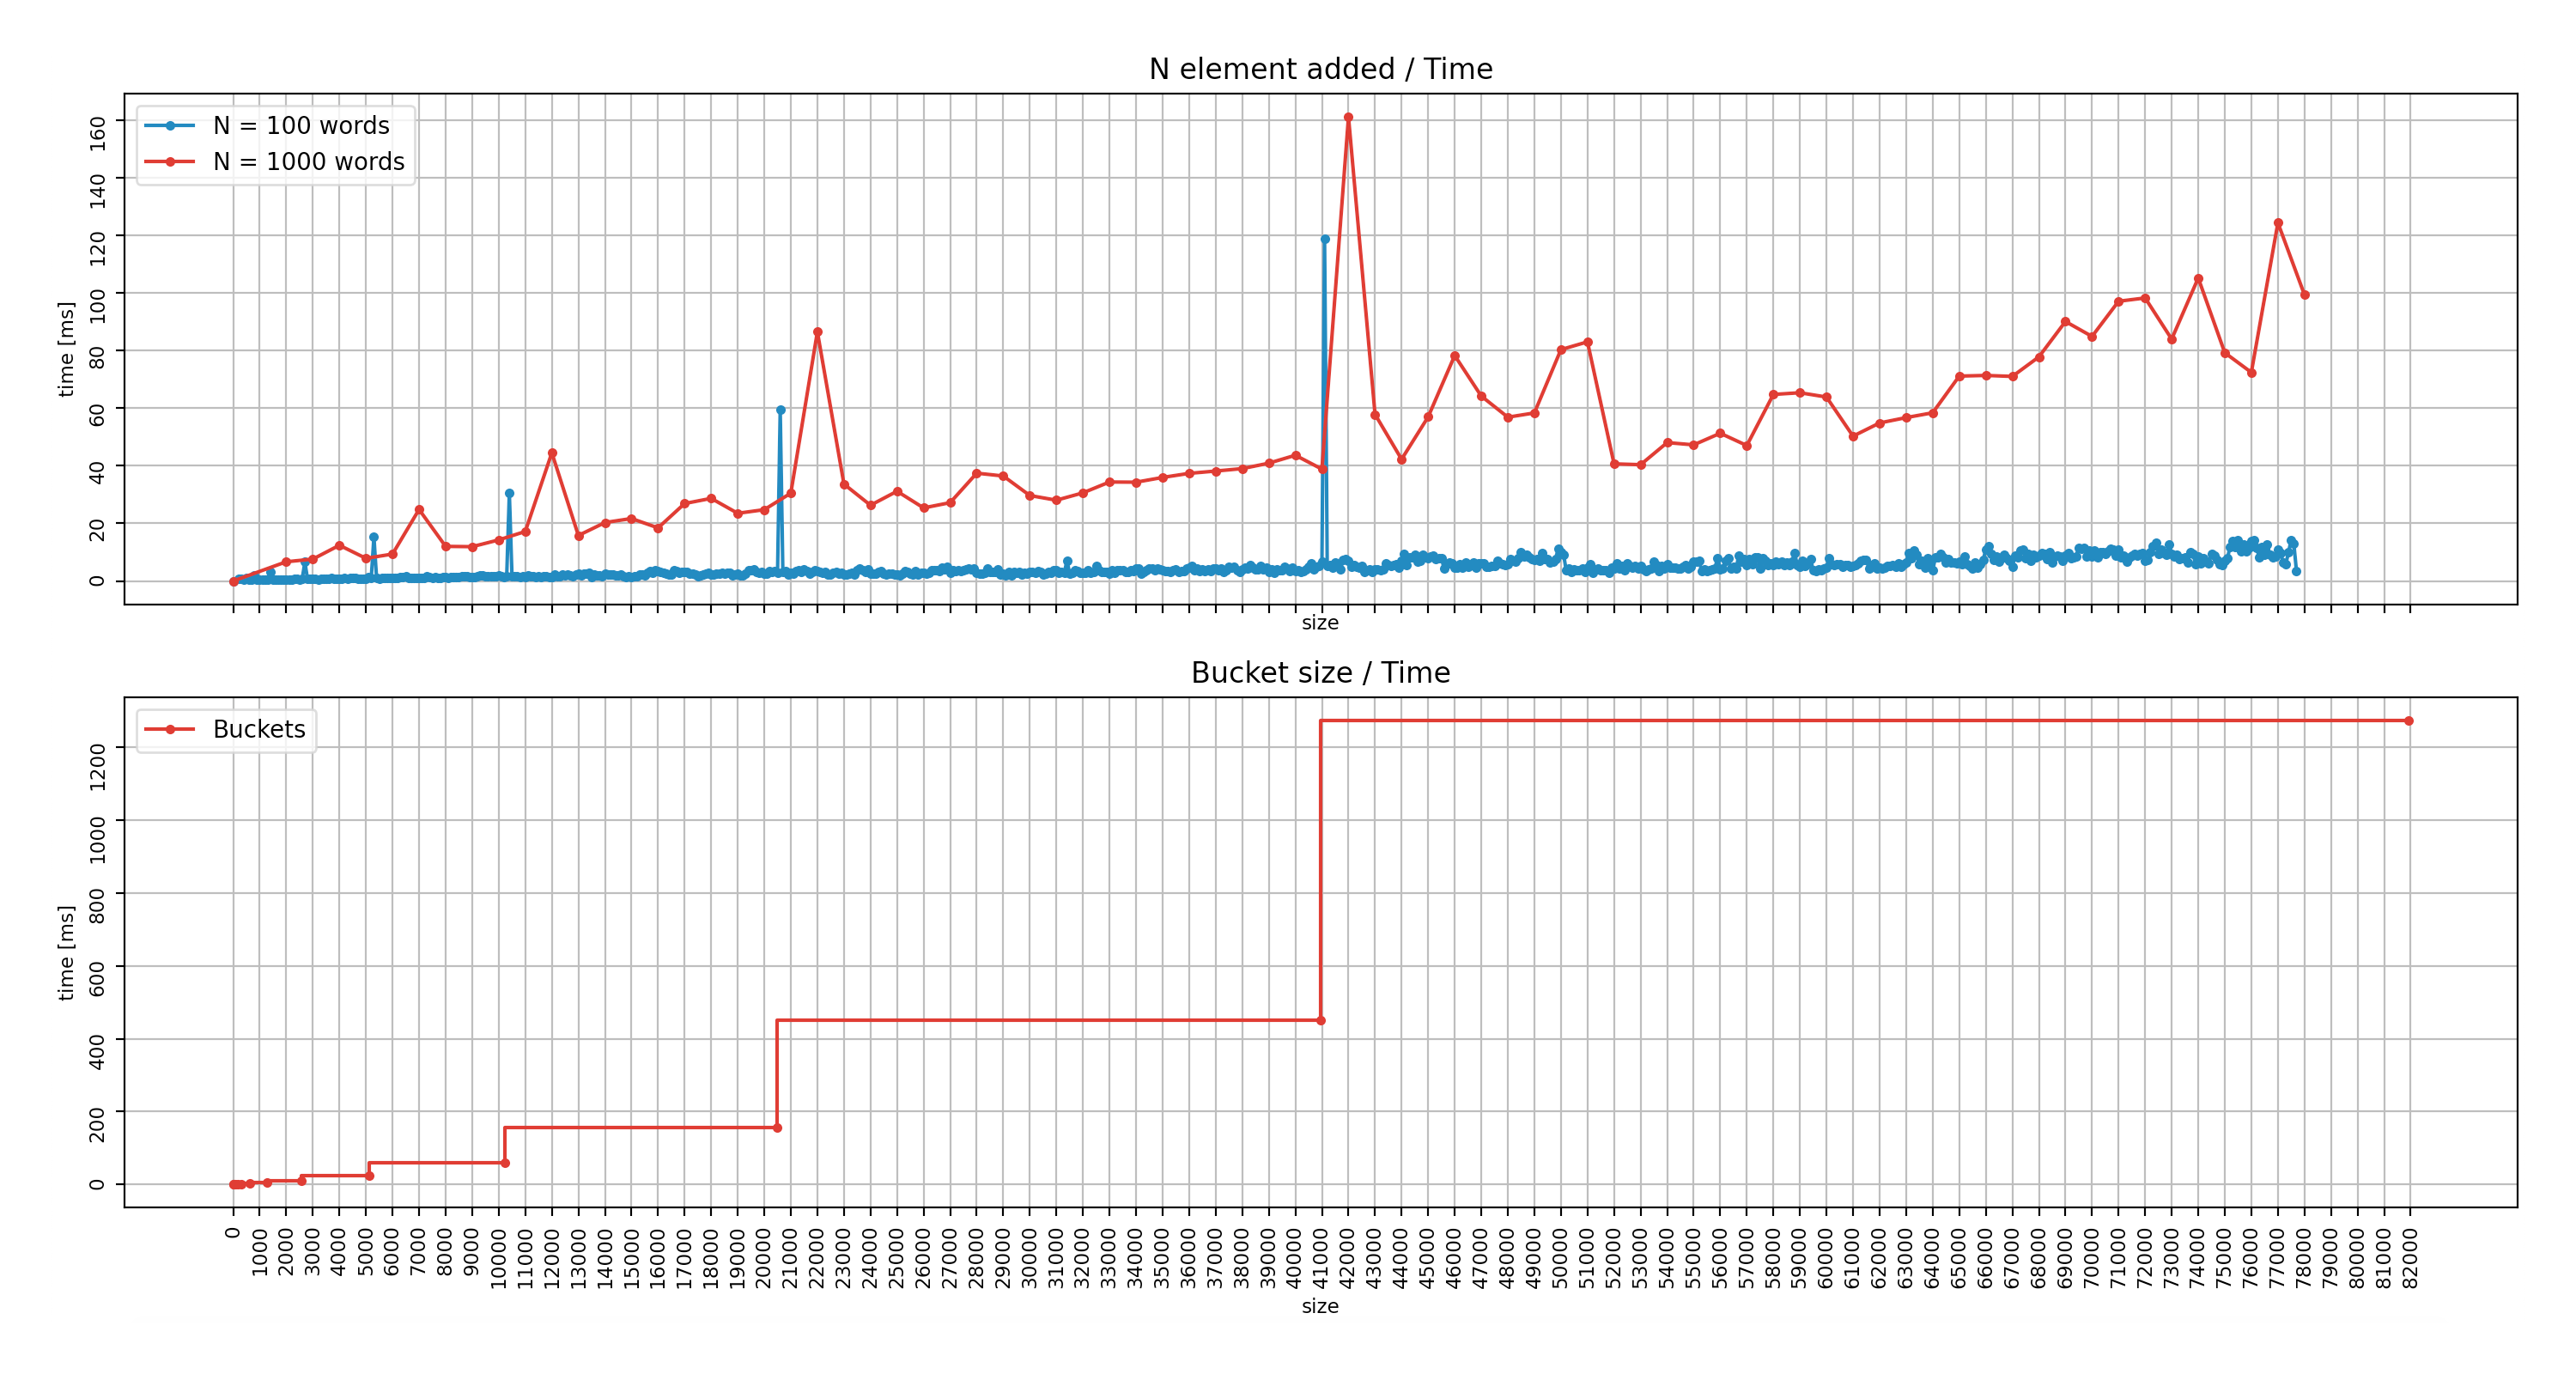 N element added / Time
N = 100 words
N = 1000 words
160
140
120
100
80
60
40
20
0
time [ms]
size
Bucket size / Time
Buckets
1200
1000
800
600
400
200
0
time [ms]
0 1000 2000 3000 4000 5000 6000 7000 8000 9000 10000 11000 12000 13000 14000 15000 16000 17000 18000 19000 20000 21000 22000 23000 24000 25000 26000 27000 28000 29000 30000 31000 32000 33000 34000 35000 36000 37000 38000 39000 40000 41000 42000 43000 44000 45000 46000 47000 48000 49000 50000 51000 52000 53000 54000 55000 56000 57000 58000 59000 60000 61000 62000 63000 64000 65000 66000 67000 68000 69000 70000 71000 72000 73000 74000 75000 76000 77000 78000 79000 80000 81000 82000
size